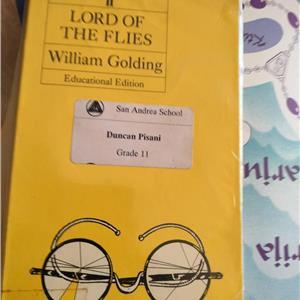 LORD OF
THE FLIES
William Golding
Educational Edition
San Andrea School
Duncan Pisani
Grade 11